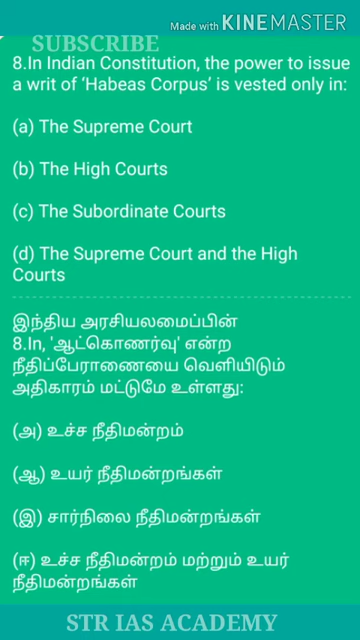 Made with KINEMASTER
SUBSCRIBE
8.In Indian Constitution, the power to issue
a writ of ‘Habeas Corpus’ is vested only in:
(a) The Supreme Court
(b) The High Courts
(c) The Subordinate Courts
(d) The Supreme Court and the High
Courts
இந்திய அரசியலமைப்பின்
8.In, 'ஆட்கொணர்வு' என்ற
நீதிப்பேராணையை வெளியிடும்
அதிகாரம் மட்டுமே உள்ளது:
(அ) உச்ச நீதிமன்றம்
(ஆ) உயர் நீதிமன்றங்கள்
(இ) சார்நிலை நீதிமன்றங்கள்
(ஈ) உச்ச நீதிமன்றம் மற்றும் உயர்
நீதிமன்றங்கள்
STR IAS ACADEMY